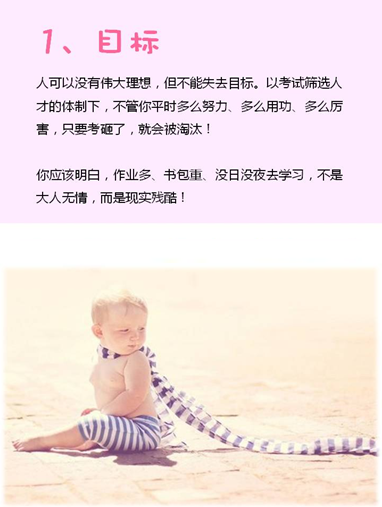 1、目标
人可以没有伟大理想，但不能失去目标。以考试筛选人
才的体制下，不管你平时多么努力、多么用功、多么厉
害，只要考砸了，就会被淘汰！
你应该明白，作业多、书包重、没日没夜去学习，不是
大人无情，而是现实残酷！